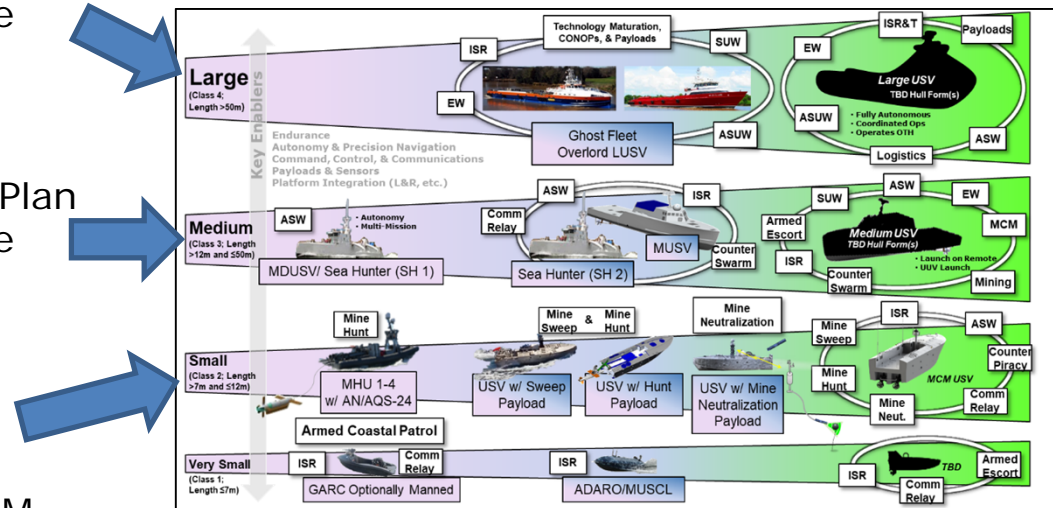 e
Plan
e
M
Key Enablers
Large
(Class 4;
Length >50m)
Endurance
Autonomy & Precision Navigation
Command, Control, & Communications
Payloads & Sensors
Platform Integration (L&R, etc.)
Technology Maturation,
CONOPs, & Payloads
ISR
SUW
EW
ASUW
Ghost Fleet
Overlord LUSV
ISR&T
Payloads
EW
Large USV
TBD Hull Form(s)
• Fully Autonomous
• Coordinated Ops
• Operates OTH
ASUW
ASW
Logistics
Medium
(Class 3; Length
>12m and ≤50m)
ASW
• Autonomy
• Multi-Mission
MDUSV/ Sea Hunter (SH 1)
ASW
ISR
Comm
Relay
MUSV
Counter
Swarm
Sea Hunter (SH 2)
ASW
SUW
EW
Armed
Escort
MCM
Medium USV
TBD Hull Form(s)
• Launch on Remote
• UUV Launch
ISR
Counter
Swarm
Mining
Small
(Class 2; Length
>7m and ≤12m)
Mine
Hunt
MHU 1-4
w/ AN/AQS-24
Mine
Sweep
&
Mine
Hunt
USV w/ Sweep
Payload
USV w/ Hunt
Payload
Mine
Neutralization
USV w/ Mine
Neutralization
Payload
ISR
Mine
Sweep
ASW
Counter
Piracy
Mine
Hunt
MCM USV
Mine
Neut.
Comm
Relay
Very Small
(Class 1;
Length ≤7m)
Armed Coastal Patrol
ISR
Comm
Relay
GARC Optionally Manned
ISR
ADARO/MUSCL
ISR
TBD
Armed
Escort
Comm
Relay